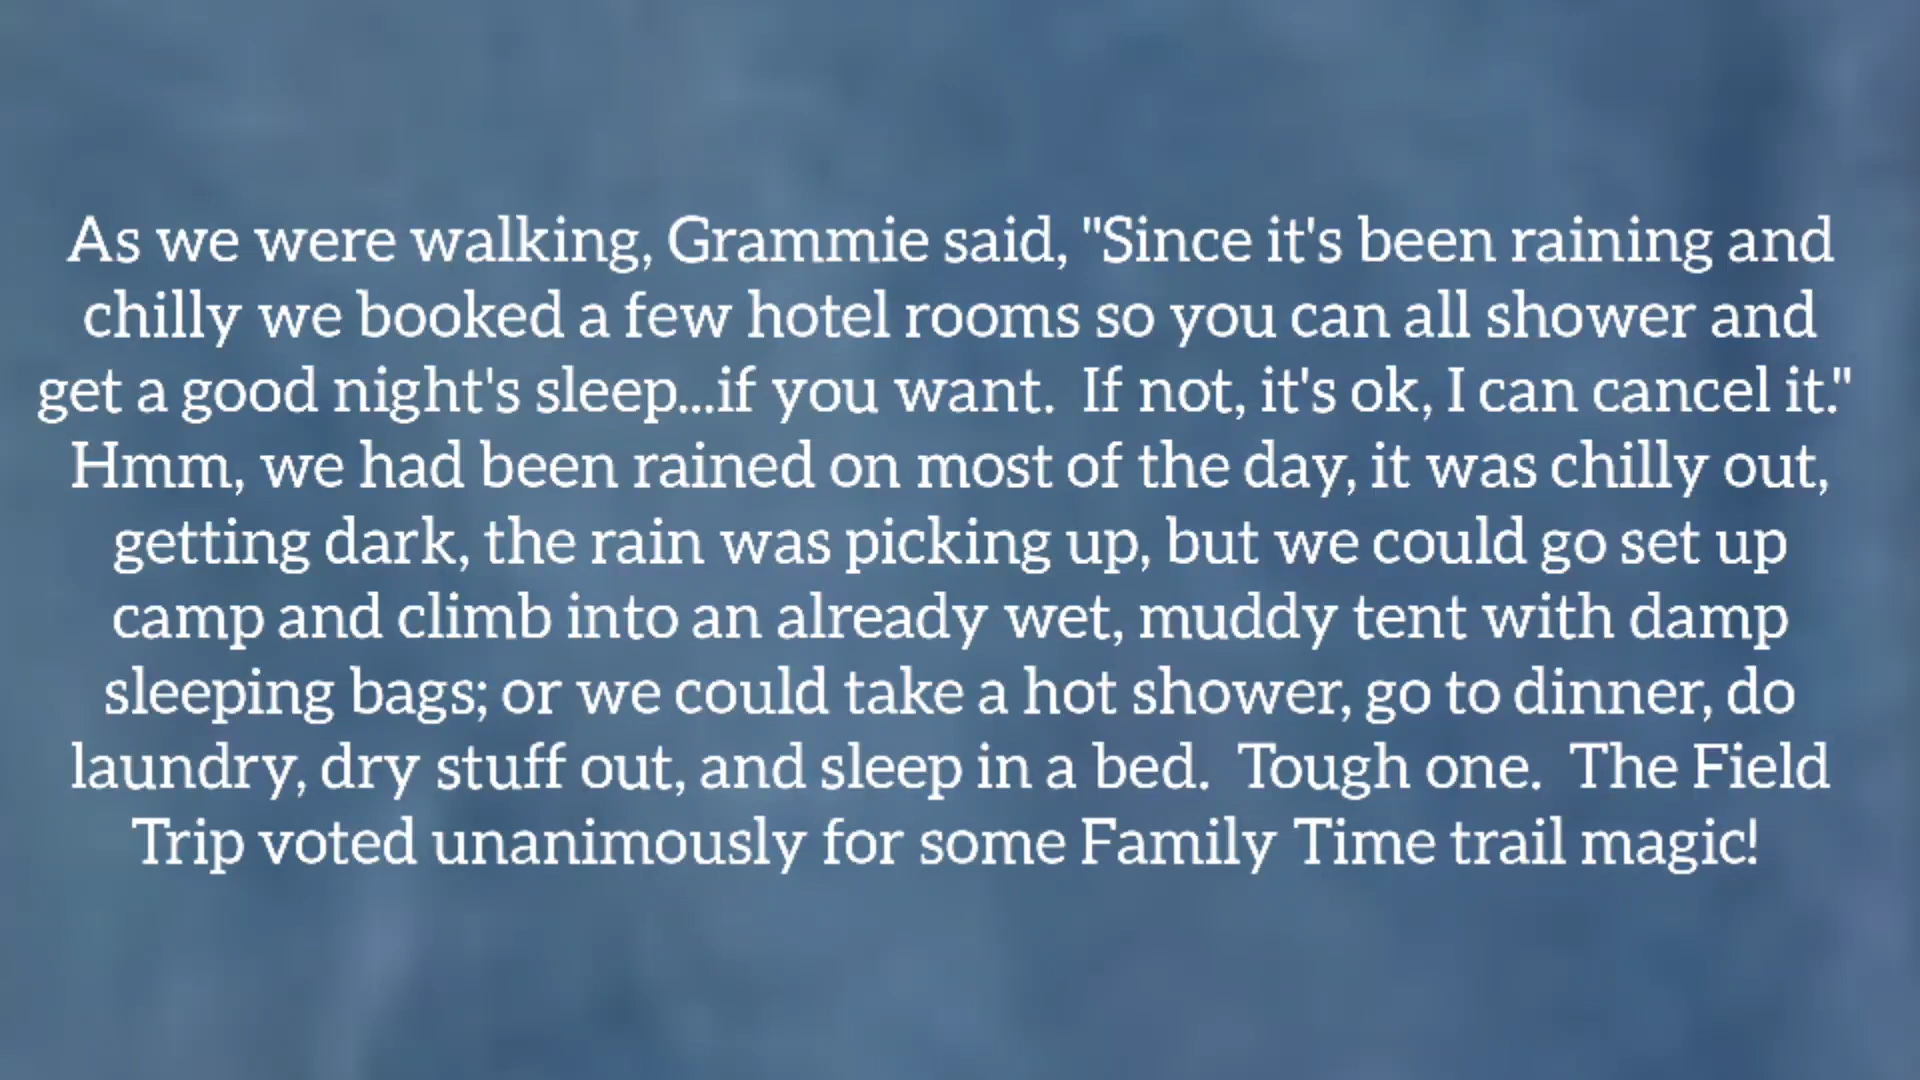 As we were walking, Grammie said, "Since it's been raining and
chilly we booked a few hotel rooms so you can all shower and
get a good night's sleep...if you want.  If not, it's ok, I can cancel it."
Hmm, we had been rained on most of the day, it was chilly out,
getting dark, the rain was picking up, but we could go set up
camp and climb into an already wet, muddy tent with damp
sleeping bags; or we could take a hot shower, go to dinner, do
laundry, dry stuff out, and sleep in a bed.  Tough one.  The Field
Trip voted unanimously for some Family Time trail magic!